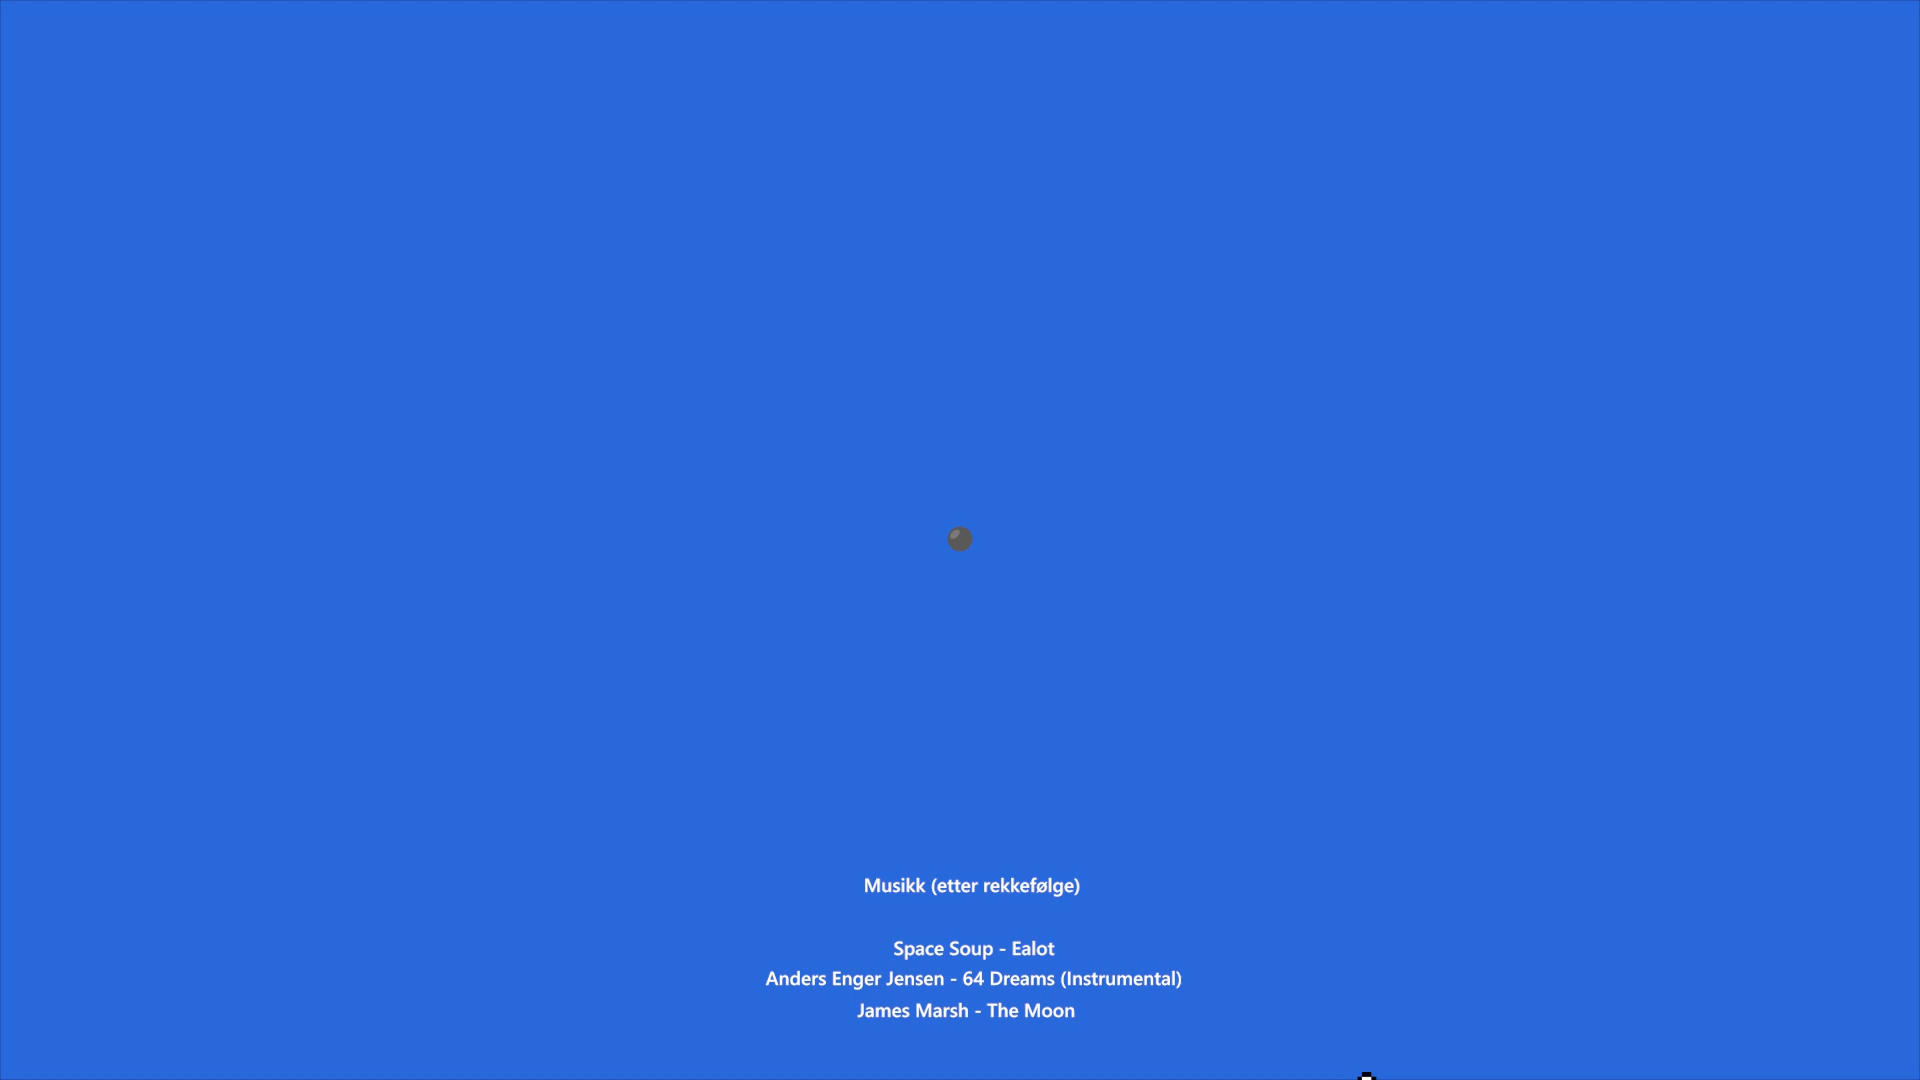 Musikk (etter rekkefølge)
Space Soup - Ealot
Anders Enger Jensen - 64 Dreams (Instrumental)
James Marsh - The Moon